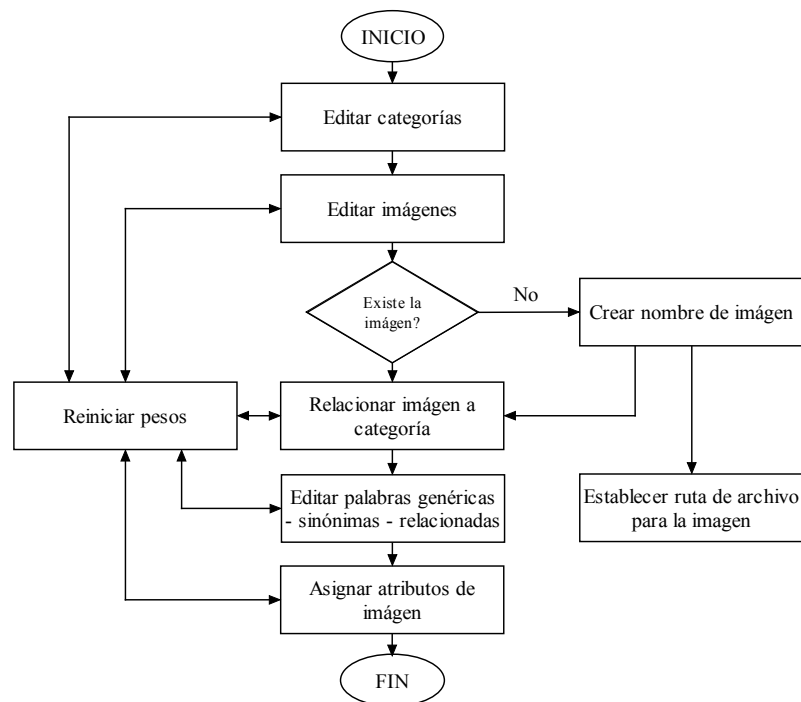 INICIO
Editar categorías
Editar imágenes
Existe la
imágen?
No
Crear nombre de imágen
Reiniciar pesos
Relacionar imágen a
categoría
Editar palabras genéricas
- sinónimas - relacionadas
Establecer ruta de archivo
para la imagen
Asignar atributos de
imágen
FIN